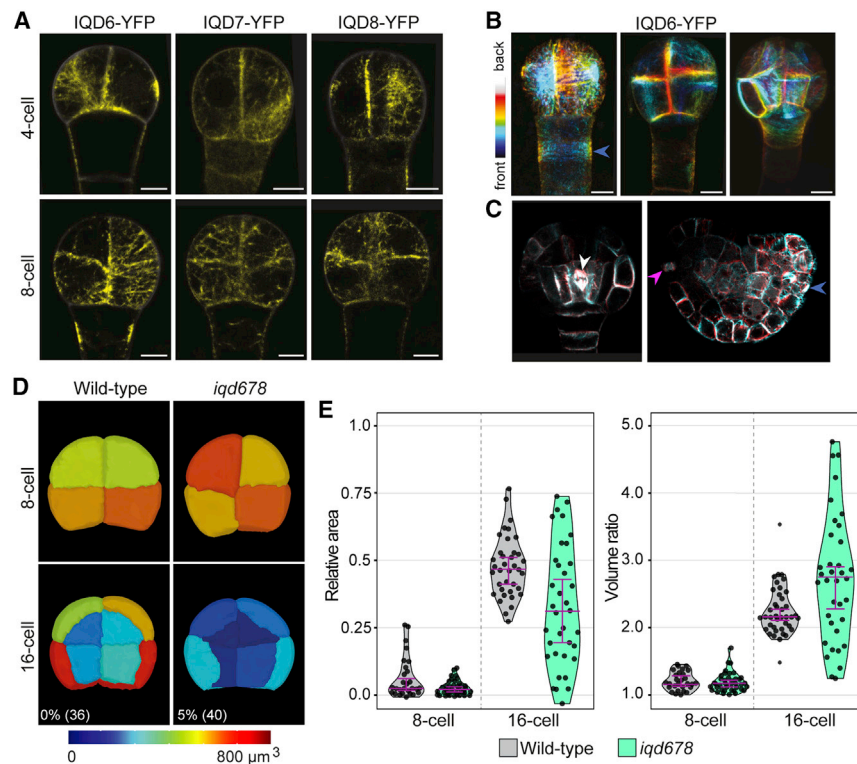 A
IQD6-YFP IQD7-YFP IQD8-YFP
4-cell
8-cell
B
IQD6-YFP
back
front
C
D
Wild-type iqd678
8-cell
16-cell
0% (36) 5% (40)
0 800 µm³
E
Relative area
1.0
0.75
0.5
0.25
0.0
8-cell 16-cell
Volume ratio
5.0
4.0
3.0
2.0
1.0
8-cell 16-cell
Wild-type iqd678